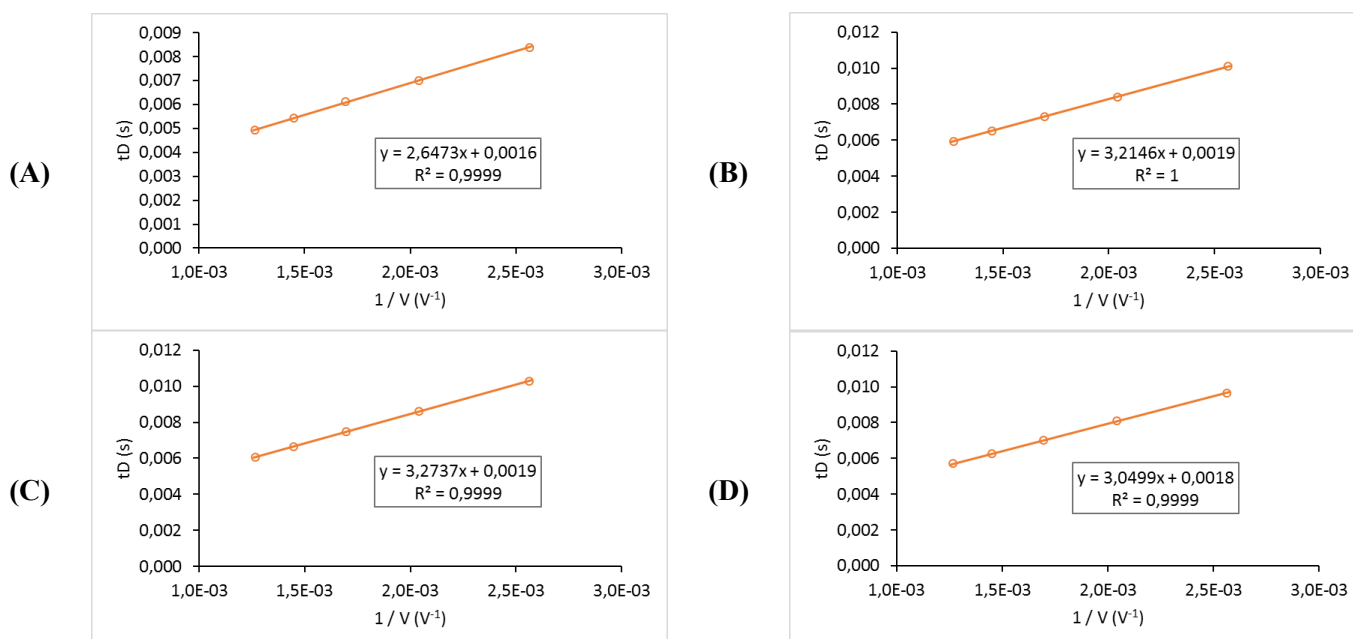 (A)
tD (s)
0,009
0,008
0,007
0,006
0,005
0,004
0,003
0,002
0,001
0,000
y = 2,6473x + 0,0016
R² = 0,9999
1,0E-03 1,5E-03 2,0E-03 2,5E-03 3,0E-03
1 / V (V⁻¹)
(B)
tD (s)
0,012
0,010
0,008
0,006
0,004
0,002
0,000
y = 3,2146x + 0,0019
R² = 1
1,0E-03 1,5E-03 2,0E-03 2,5E-03 3,0E-03
1 / V (V⁻¹)
(C)
tD (s)
0,012
0,010
0,008
0,006
0,004
0,002
0,000
y = 3,2737x + 0,0019
R² = 0,9999
1,0E-03 1,5E-03 2,0E-03 2,5E-03 3,0E-03
1 / V (V⁻¹)
(D)
tD (s)
0,012
0,010
0,008
0,006
0,004
0,002
0,000
y = 3,0499x + 0,0018
R² = 0,9999
1,0E-03 1,5E-03 2,0E-03 2,5E-03 3,0E-03
1 / V (V⁻¹)